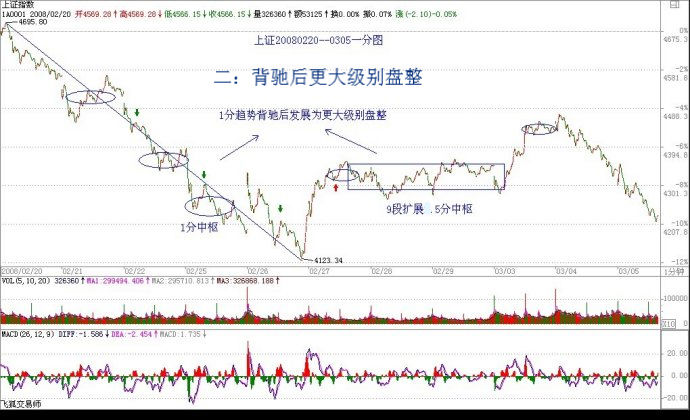 上证指数
1A0001 2008/02/20 开4569.28↑高4569.28↓低4566.15↓收4566.15↓量326360↑额53125↑换0.00% 振0.07% 涨(-2.10)-0.05%
4695.80
上证20080220--0305一分图
二：背驰后更大级别盘整
1分趋势背驰后发展为更大级别盘整
1分中枢
9段扩展 .5分中枢
4123.34
0%
4675.3
-2%
4581.8
-4%
4488.3
-6%
4394.8
-8%
4301.3
-10%
4207.8
-12%
2008/02/20 02/21 02/22 02/25 02/26 02/27 02/28 02/29 03/03 03/04 03/05 1分钟
VOL(5,10,20) 326360↑MA1:299494.406↑MA2:295710.813↑MA3:326868.188↑
100000
X10
MACD(26,12,9) DIFF:-1.586↓DEA:-2.454↑MACD:1.735↓
20.00
10.00
0.00
-10.00
飞狐交易师